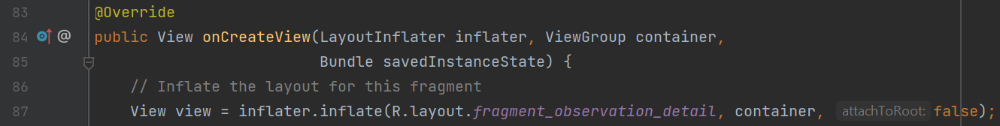 83 @Override
84 @ public View onCreateView(LayoutInflater inflater, ViewGroup container,
85 Bundle savedInstanceState) {
86 // Inflate the layout for this fragment
87 View view = inflater.inflate(R.layout.fragment_observation_detail, container, attachToRoot: false);